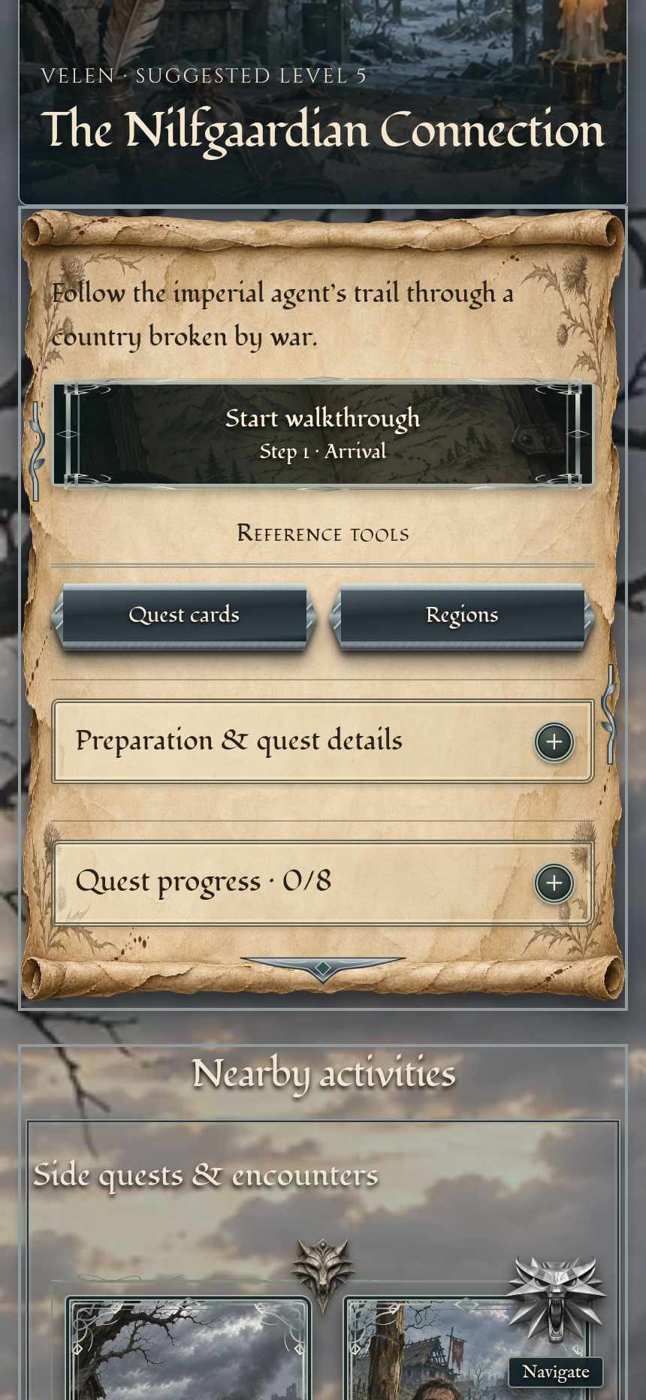 VELEN · SUGGESTED LEVEL 5
The Nilfgaardian Connection
Follow the imperial agent's trail through a
country broken by war.
Start walkthrough
Step 1 · Arrival
Reference tools
Quest cards
Regions
Preparation & quest details
Quest progress · 0/8
Nearby activities
Side quests & encounters
Navigate